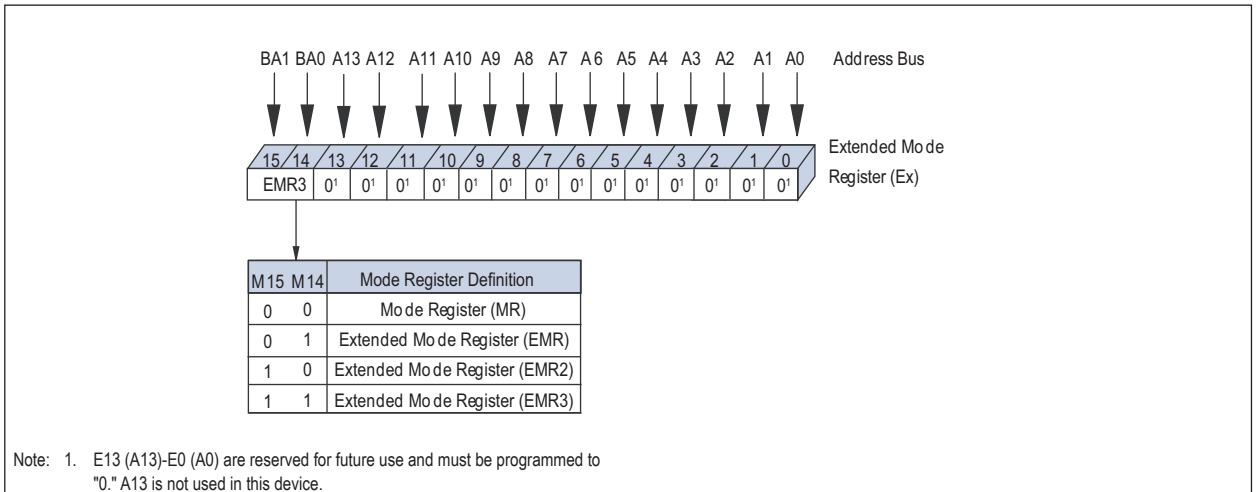 BA1 BA0 A13 A12 A11 A10 A9 A8 A7 A6 A5 A4 A3 A2 A1 A0 Address Bus
15 14 13 12 11 10 9 8 7 6 5 4 3 2 1 0 Extended Mode
EMR3 0¹ 0¹ 0¹ 0¹ 0¹ 0¹ 0¹ 0¹ 0¹ 0¹ 0¹ 0¹ 0¹ 0¹ Register (Ex)
M15 M14 Mode Register Definition
0 0 Mode Register (MR)
0 1 Extended Mode Register (EMR)
1 0 Extended Mode Register (EMR2)
1 1 Extended Mode Register (EMR3)
Note: 1. E13 (A13)-E0 (A0) are reserved for future use and must be programmed to
"0." A13 is not used in this device.